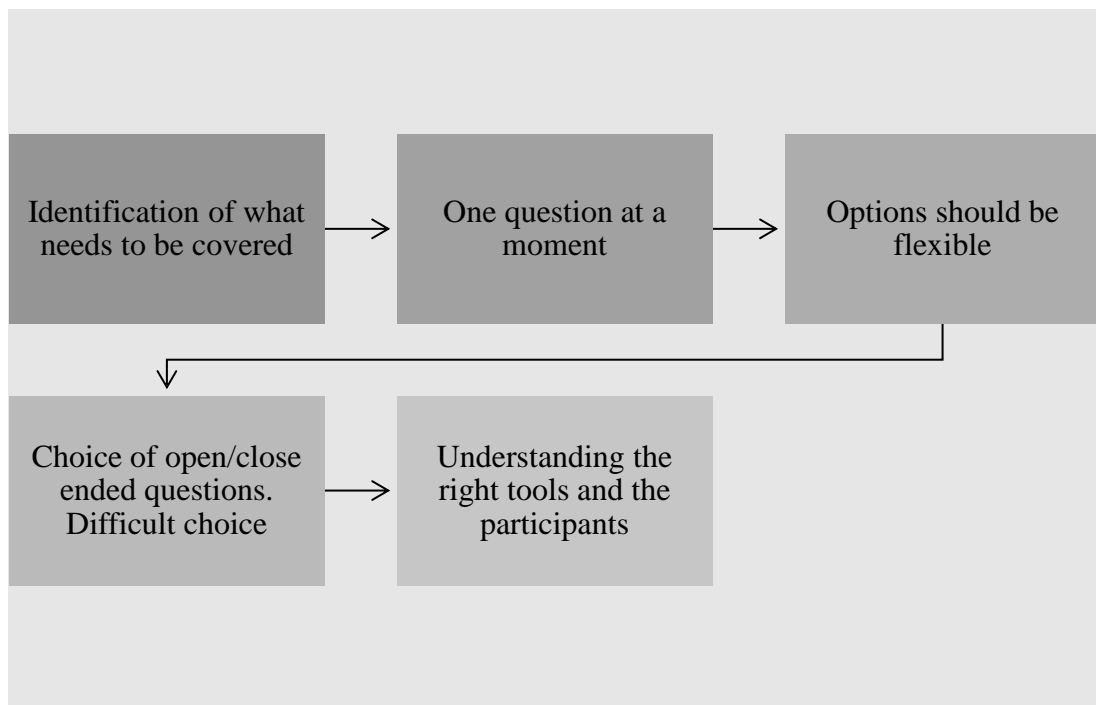 Identification of what
needs to be covered
One question at a
moment
Options should be
flexible
Choice of open/close
ended questions.
Difficult choice
Understanding the
right tools and the
participants